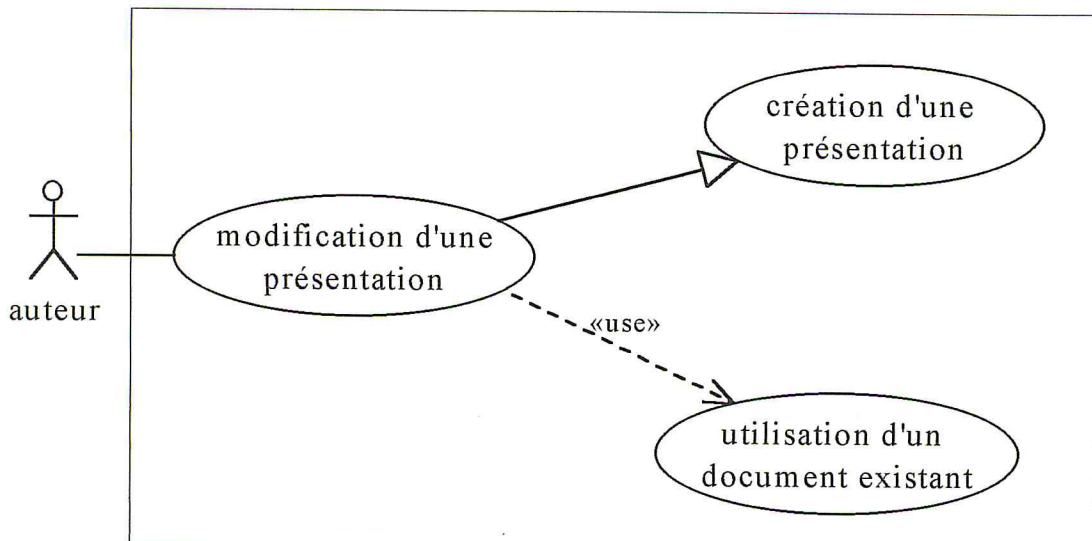 création d'une
présentation
modification d'une
présentation
auteur
«use»
utilisation d'un
document existant